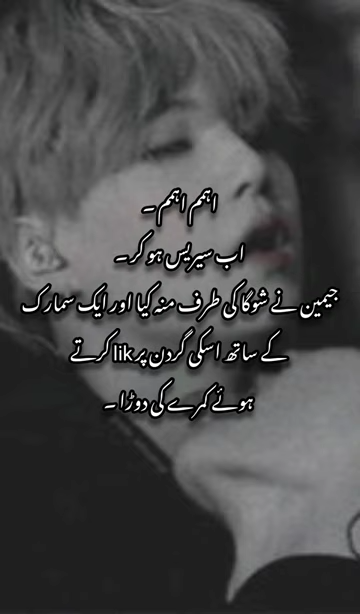 اہم اہم ۔
اب سیریس ہو کر ۔
جیمین نے شوگا کی طرف منہ کیا اور ایک سمارک
کے ساتھ اسکی گردن پر lik کرتے
ہوئے کمرے کی دوڑا ۔